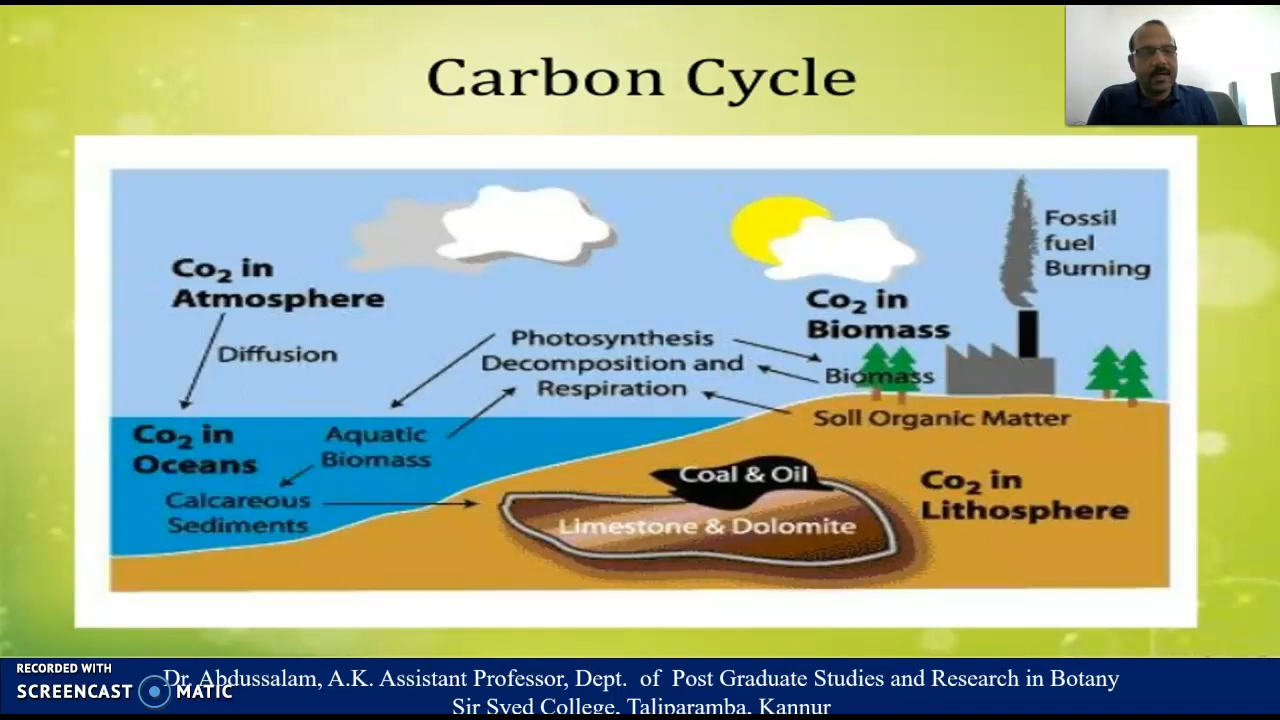 Carbon Cycle
Fossil
fuel
Burning
Co2 in
Atmosphere
Co2 in
Biomass
Diffusion
Photosynthesis
Decomposition and
Respiration
Biomass
Soll Organic Matter
Co2 in
Oceans
Aquatic
Biomass
Calcareous
Sediments
Coal & Oil
Limestone & Dolomite
Co2 in
Lithosphere
RECORDED WITH
SCREENCAST MATIC
Dr. Abdussalam, A.K. Assistant Professor, Dept. of Post Graduate Studies and Research in Botany
Sir Syed College, Taliparamba, Kannur